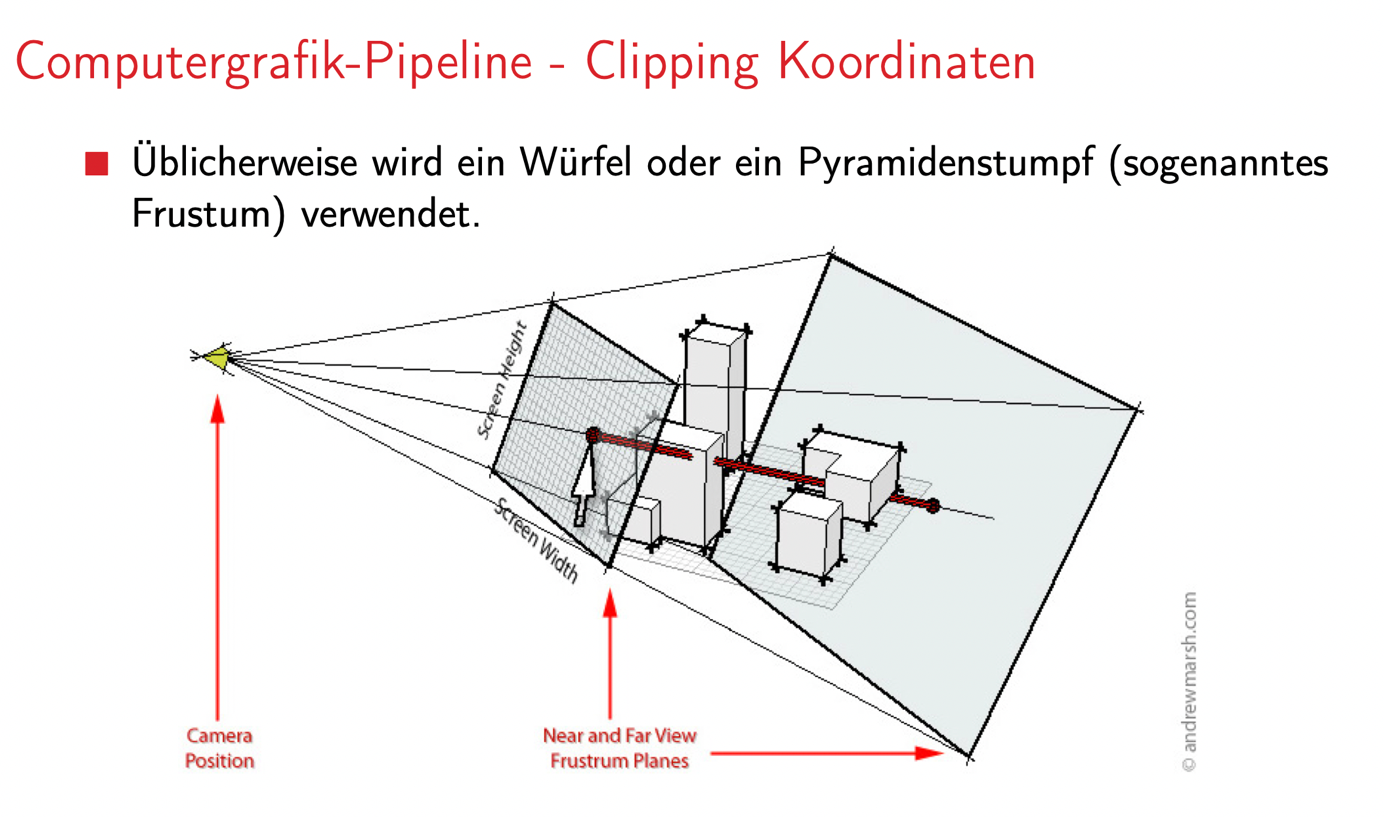 Computergrafik-Pipeline - Clipping Koordinaten
Üblicherweise wird ein Würfel oder ein Pyramidenstumpf (sogenanntes
Frustum) verwendet.
Screen Height
Screen Width
Camera
Position
Near and Far View
Frustrum Planes
© andrewmarsh.com